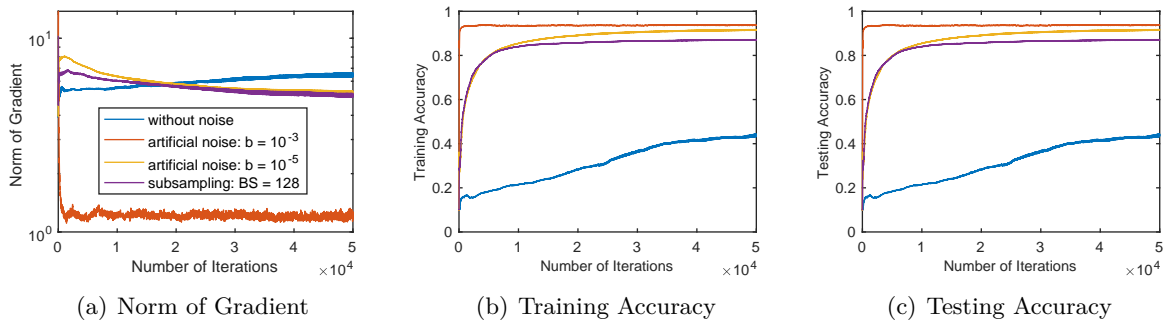 10^1
10^0
Norm of Gradient
without noise
artificial noise: b = 10^-3
artificial noise: b = 10^-5
subsampling: BS = 128
0 1 2 3 4 5
Number of Iterations
×10^4
(a) Norm of Gradient
1
0.8
0.6
0.4
0.2
0
Training Accuracy
0 1 2 3 4 5
Number of Iterations
×10^4
(b) Training Accuracy
1
0.8
0.6
0.4
0.2
0
Testing Accuracy
0 1 2 3 4 5
Number of Iterations
×10^4
(c) Testing Accuracy